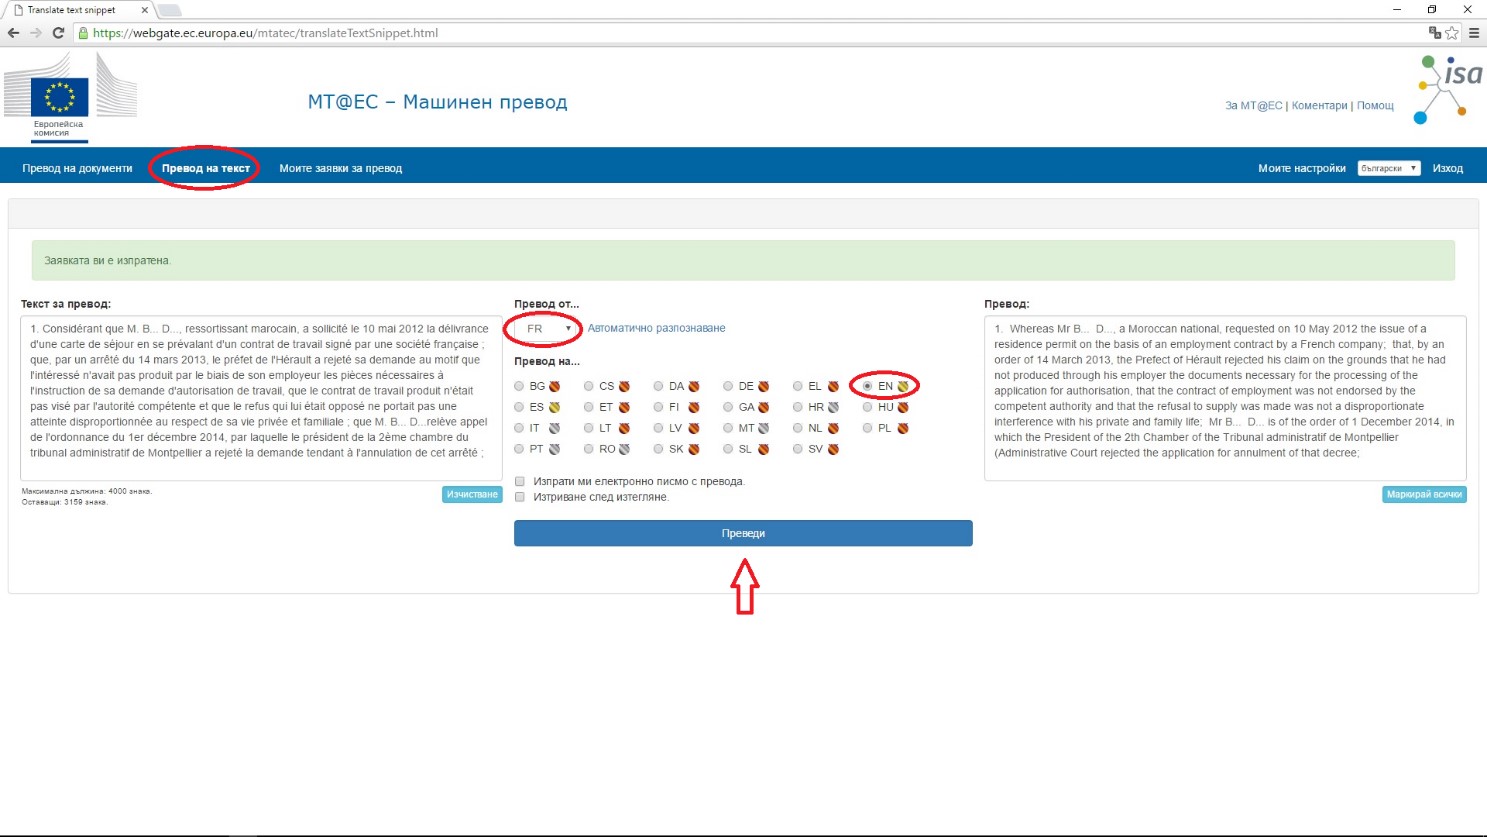 Translate text snippet
https://webgate.ec.europa.eu/mtatec/translateTextSnippet.html
Европейска
комисия
MT@EC – Машинен превод
За MT@EC | Коментари | Помощ
isa
Превод на документи Превод на текст Моите заявки за превод Моите настройки български Изход
Заявката ви е изпратена.
Текст за превод:
1. Considérant que M. B... D..., ressortissant marocain, a sollicité le 10 mai 2012 la délivrance
d'une carte de séjour en se prévalant d'un contrat de travail signé par une société française ;
que, par un arrêté du 14 mars 2013, le préfet de l'Hérault a rejeté sa demande au motif que
l'intéressé n'avait pas produit par le biais de son employeur les pièces nécessaires à
l'instruction de sa demande d'autorisation de travail, que le contrat de travail produit n'était
pas visé par l'autorité compétente et que le refus qui lui était opposé ne portait pas une
atteinte disproportionnée au respect de sa vie privée et familiale ; que M. B... D...relève appel
de l'ordonnance du 1er décembre 2014, par laquelle le président de la 2ème chambre du
tribunal administratif de Montpellier a rejeté la demande tendant à l'annulation de cet arrêté ;
Максимална дължина: 4000 знака.
Оставащи: 3159 знака.
Изчистване
Превод от...
FR Автоматично разпознаване
Превод на...
BG CS DA DE EL EN
ES ET FI GA HR HU
IT LT LV MT NL PL
PT RO SK SL SV
Изпрати ми електронно писмо с превода.
Изтриване след изтегляне.
Преведи
Превод:
1. Whereas Mr B... D..., a Moroccan national, requested on 10 May 2012 the issue of a
residence permit on the basis of an employment contract by a French company; that, by an
order of 14 March 2013, the Prefect of Hérault rejected his claim on the grounds that he had
not produced through his employer the documents necessary for the processing of the
application for authorisation, that the contract of employment was not endorsed by the
competent authority and that the refusal to supply was made was not a disproportionate
interference with his private and family life; Mr B... D... is of the order of 1 December 2014, in
which the President of the 2th Chamber of the Tribunal administratif de Montpellier
(Administrative Court rejected the application for annulment of that decree;
Маркирай всички